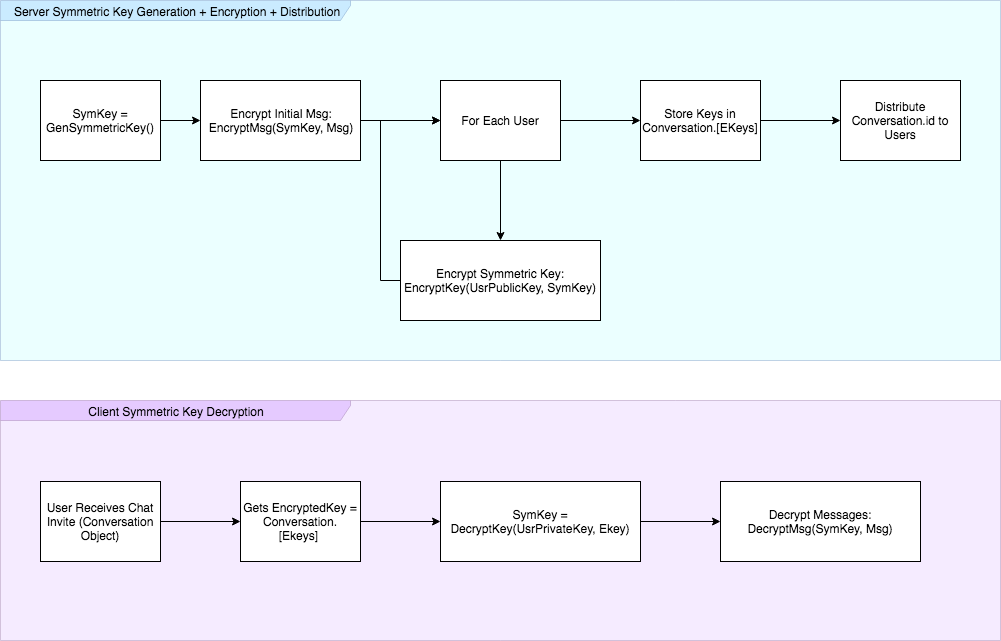 Server Symmetric Key Generation + Encryption + Distribution
SymKey =
GenSymmetricKey()
Encrypt Initial Msg:
EncryptMsg(SymKey, Msg)
For Each User
Store Keys in
Conversation.[EKeys]
Distribute
Conversation.id to
Users
Encrypt Symmetric Key:
EncryptKey(UsrPublicKey, SymKey)
Client Symmetric Key Decryption
User Receives Chat
Invite (Conversation
Object)
Gets EncryptedKey =
Conversation.
[Ekeys]
SymKey =
DecryptKey(UsrPrivateKey, Ekey)
Decrypt Messages:
DecryptMsg(SymKey, Msg)